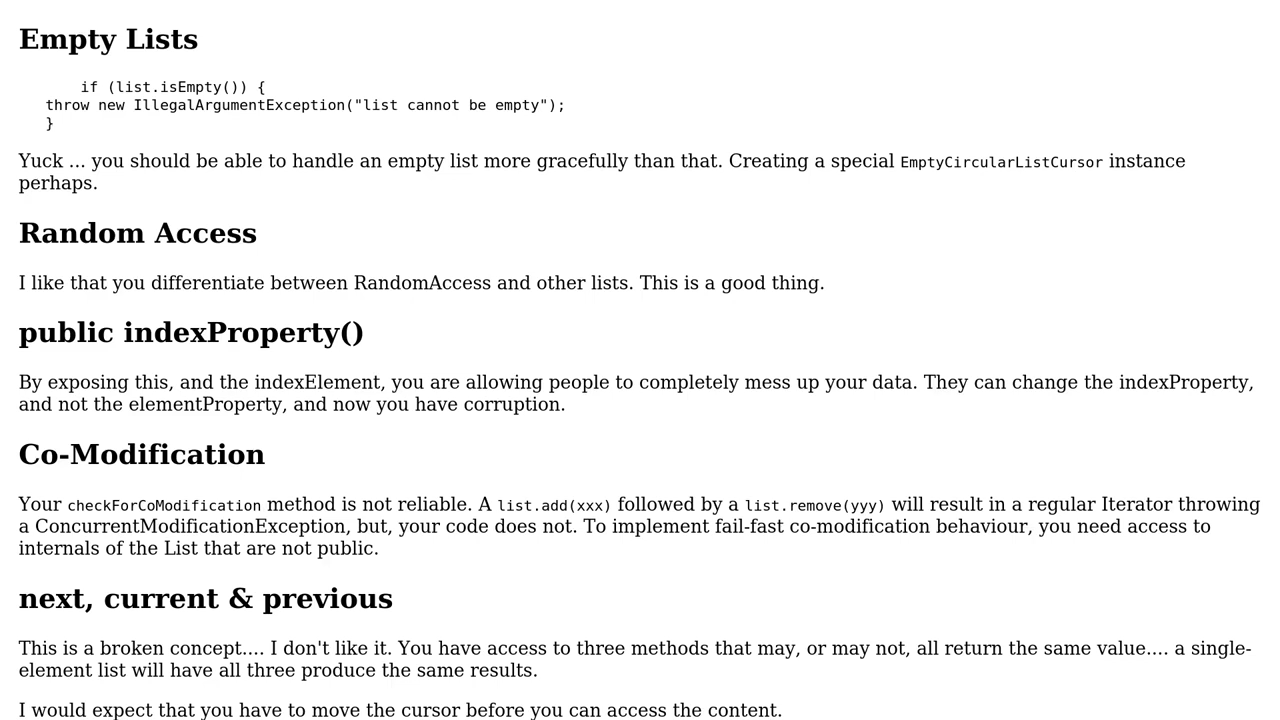 Empty Lists
if (list.isEmpty()) {
throw new IllegalArgumentException("list cannot be empty");
}
Yuck ... you should be able to handle an empty list more gracefully than that. Creating a special EmptyCircularListCursor instance
perhaps.
Random Access
I like that you differentiate between RandomAccess and other lists. This is a good thing.
public indexProperty()
By exposing this, and the indexElement, you are allowing people to completely mess up your data. They can change the indexProperty,
and not the elementProperty, and now you have corruption.
Co-Modification
Your checkForCoModification method is not reliable. A list.add(xxx) followed by a list.remove(yyy) will result in a regular Iterator throwing
a ConcurrentModificationException, but, your code does not. To implement fail-fast co-modification behaviour, you need access to
internals of the List that are not public.
next, current & previous
This is a broken concept.... I don't like it. You have access to three methods that may, or may not, all return the same value.... a single-
element list will have all three produce the same results.
I would expect that you have to move the cursor before you can access the content.